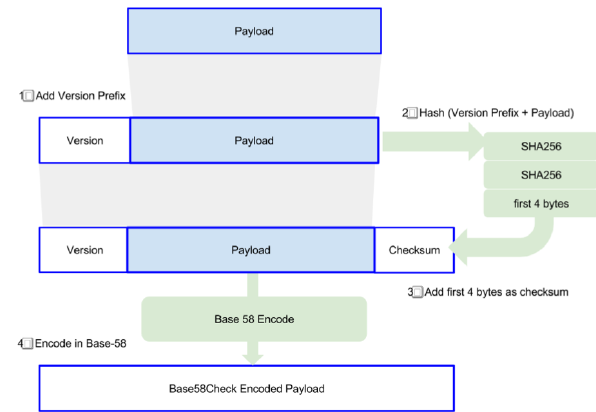 Payload
1 Add Version Prefix
2 Hash (Version Prefix + Payload)
Version Payload
SHA256
SHA256
first 4 bytes
Version Payload Checksum
3 Add first 4 bytes as checksum
Base 58 Encode
4 Encode in Base-58
Base58Check Encoded Payload